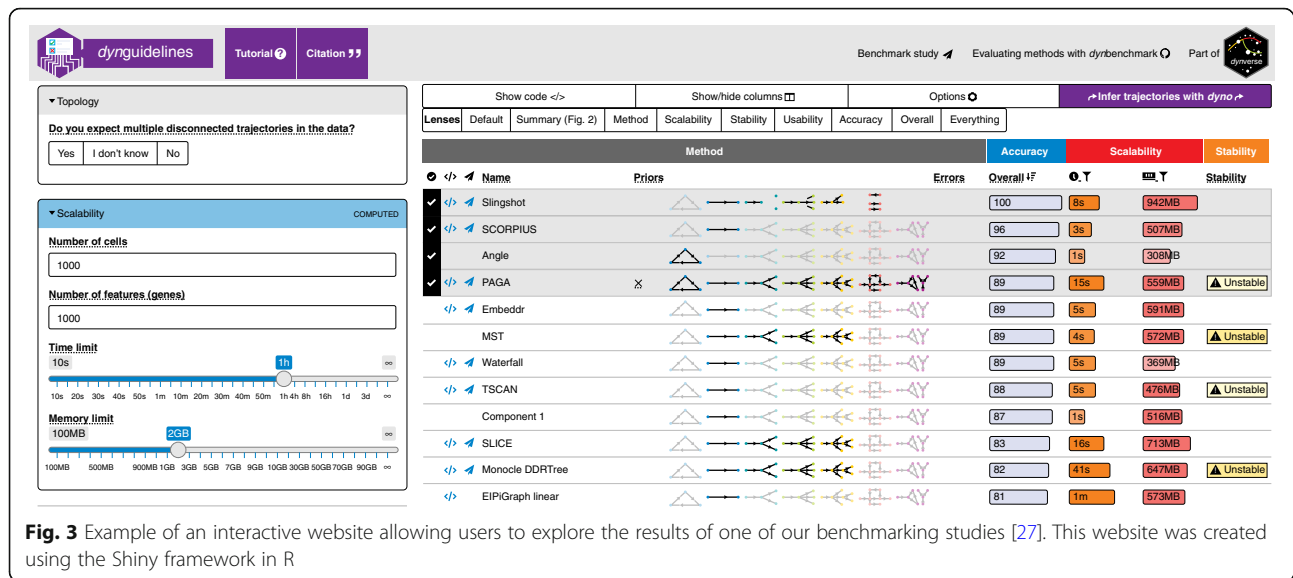 dynguidelines
Tutorial ?
Citation
Benchmark study
Evaluating methods with dynbenchmark
Part of
dynverse
Topology
Do you expect multiple disconnected trajectories in the data?
Yes I don't know No
Scalability COMPUTED
Number of cells
1000
Number of features (genes)
1000
Time limit
10s 1h ∞
10s 20s 30s 40s 50s 1m 10m 20m 30m 40m 50m 1h 4h 8h 16h 1d 3d ∞
Memory limit
100MB 2GB ∞
100MB 500MB 900MB 1GB 3GB 5GB 7GB 9GB 10GB 30GB 50GB 70GB 90GB ∞
Show code </> Show/hide columns Options Infer trajectories with dyno
Lenses Default Summary (Fig. 2) Method Scalability Stability Usability Accuracy Overall Everything
Method Accuracy Scalability Stability
</> Name Priors Errors Overall Stability
</> Slingshot 100 8s 942MB
</> SCORPIUS 96 3s 507MB
Angle 92 1s 308MB
</> PAGA 89 15s 559MB Unstable
</> Embeddr 89 5s 591MB
MST 89 4s 572MB Unstable
</> Waterfall 89 5s 369MB
</> TSCAN 88 5s 476MB Unstable
Component 1 87 1s 516MB
</> SLICE 83 16s 713MB
</> Monocle DDRTree 82 41s 647MB Unstable
</> ElPiGraph linear 81 1m 573MB
Fig. 3 Example of an interactive website allowing users to explore the results of one of our benchmarking studies [27]. This website was created
using the Shiny framework in R